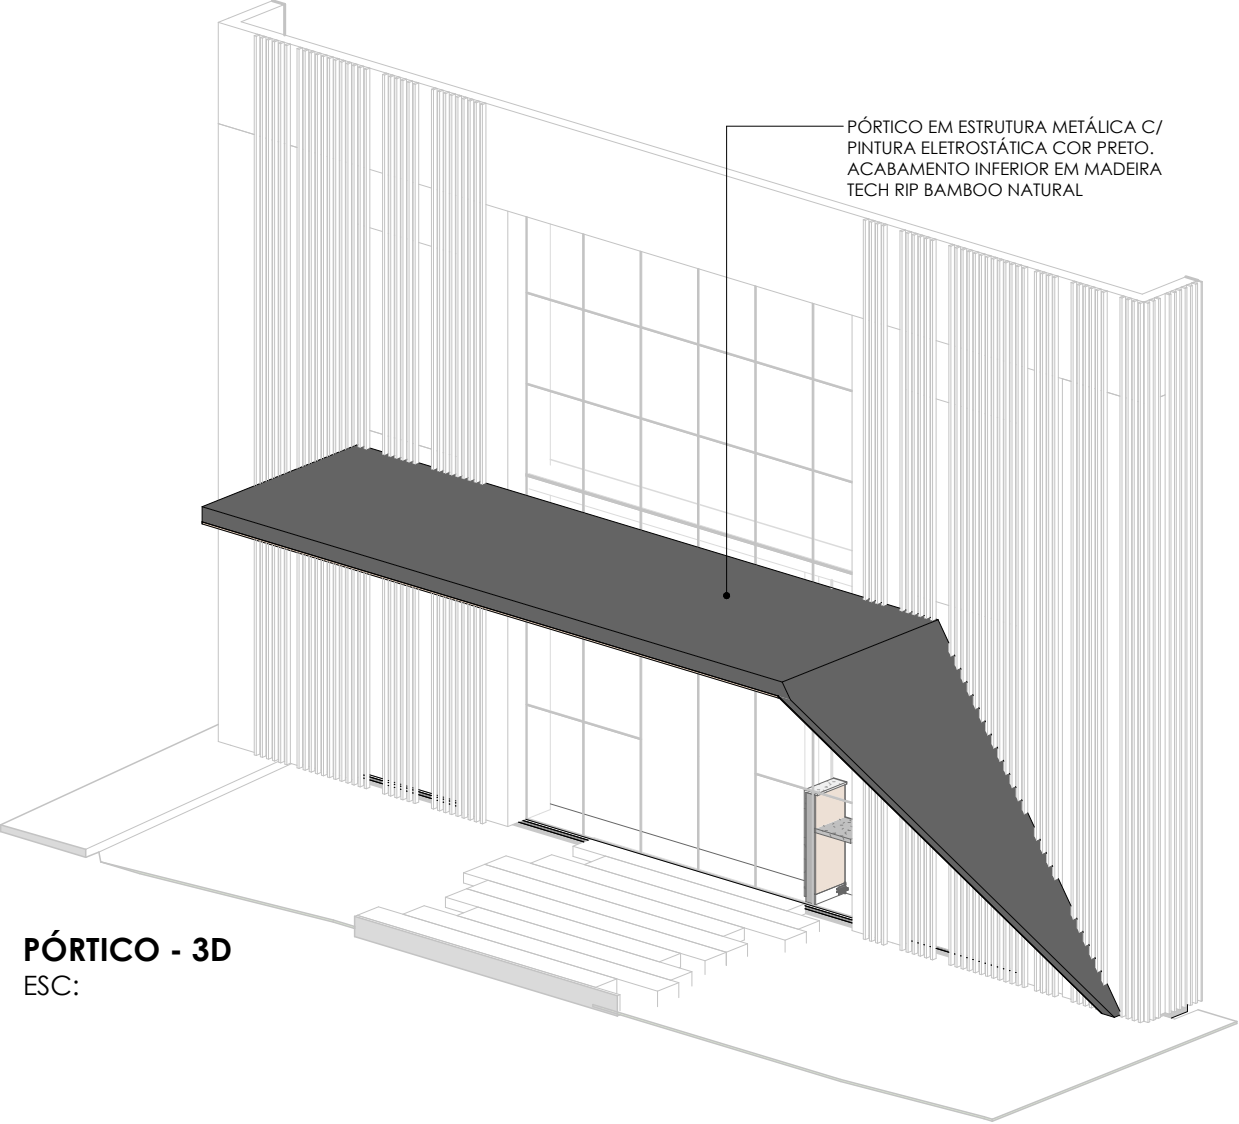 PÓRTICO EM ESTRUTURA METÁLICA C/
PINTURA ELETROSTÁTICA COR PRETO.
ACABAMENTO INFERIOR EM MADEIRA
TECH RIP BAMBOO NATURAL
PÓRTICO - 3D
ESC: